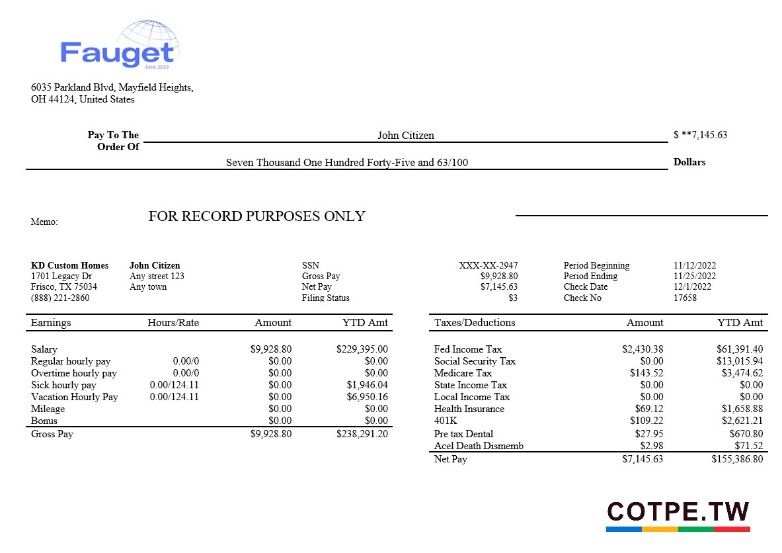 Fauget
Estd 2022
6035 Parkland Blvd, Mayfield Heights,
OH 44124, United States
Pay To The Order Of
John Citizen
$ **7,145.63
Seven Thousand One Hundred Forty-Five and 63/100
Dollars
Memo:
FOR RECORD PURPOSES ONLY
KD Custom Homes John Citizen SSN XXX-XX-2947 Period Beginning 11/12/2022
1701 Legacy Dr Any street 123 Gross Pay $9,928.80 Period Ending 11/25/2022
Frisco, TX 75034 Any town Net Pay $7,145.63 Check Date 12/1/2022
(888) 221-2860 Filing Status $3 Check No 17658
Earnings Hours/Rate Amount YTD Amt
Salary $9,928.80 $229,395.00
Regular hourly pay 0.00/0 $0.00 $0.00
Overtime hourly pay 0.00/0 $0.00 $0.00
Sick hourly pay 0.00/124.11 $0.00 $1,946.04
Vacation Hourly Pay 0.00/124.11 $0.00 $6,950.16
Mileage $0.00 $0.00
Bonus $0.00 $0.00
Gross Pay $9,928.80 $238,291.20
Taxes/Deductions Amount YTD Amt
Fed Income Tax $2,430.38 $61,391.40
Social Security Tax $0.00 $13,015.94
Medicare Tax $143.52 $3,474.62
State Income Tax $0.00 $0.00
Local Income Tax $0.00 $0.00
Health Insurance $69.12 $1,658.88
401K $109.22 $2,621.21
Pre tax Dental $27.95 $670.80
Acel Death Dismemb $2.98 $71.52
Net Pay $7,145.63 $155,386.80
COTPE.TW